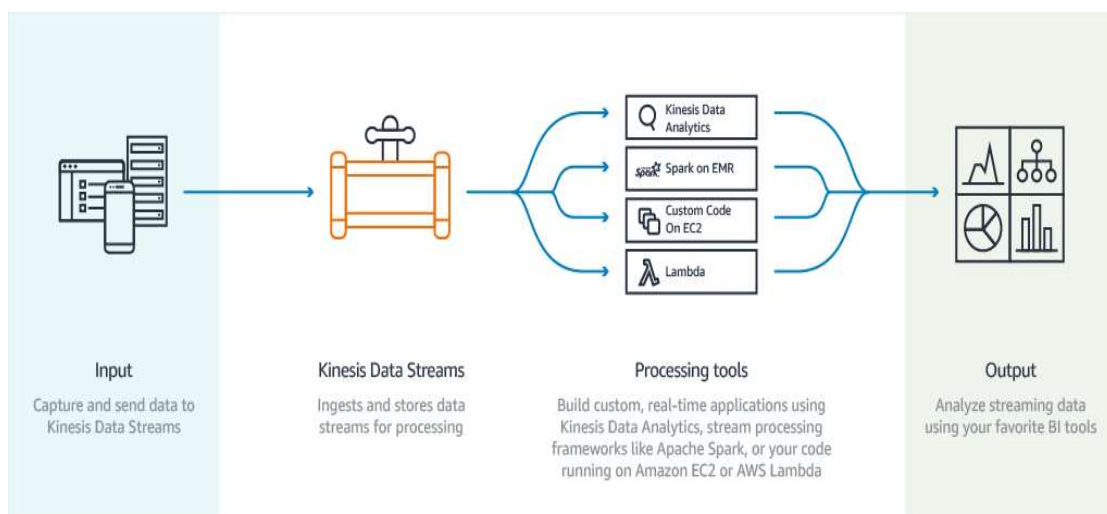 Kinesis Data
Analytics
Spark Spark on EMR
Custom Code
On EC2
Lambda
Input
Capture and send data to
Kinesis Data Streams
Kinesis Data Streams
Ingests and stores data
streams for processing
Processing tools
Build custom, real-time applications using
Kinesis Data Analytics, stream processing
frameworks like Apache Spark, or your code
running on Amazon EC2 or AWS Lambda
Output
Analyze streaming data
using your favorite BI tools